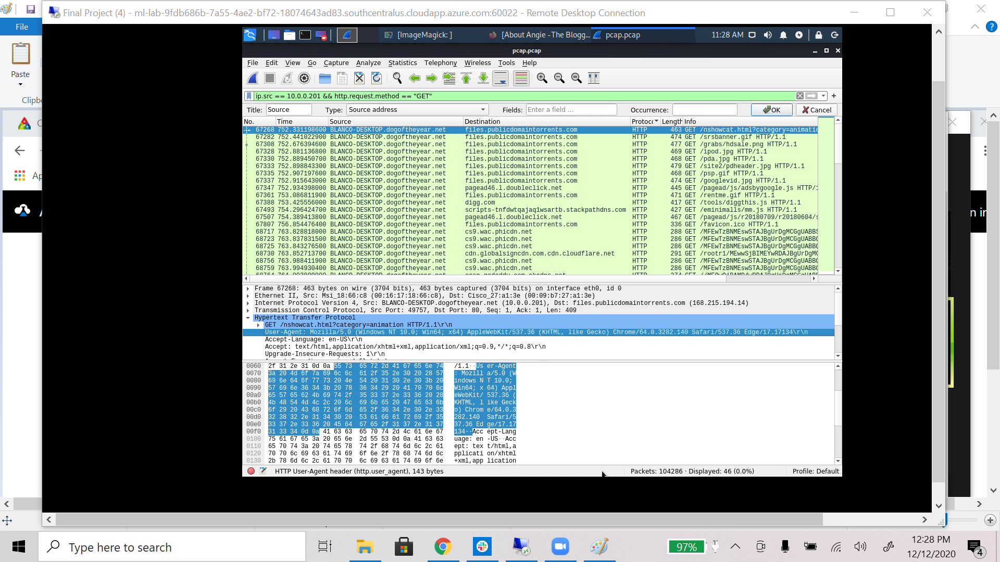 Final Project (4) - ml-lab-9fdb686b-7a55-4ae2-bf72-18074643ad83.southcentralus.cloudapp.azure.com:60022 - Remote Desktop Connection
File
Paste
[ImageMagick: ]
[About Angie -The Blogg...
pcap.pcap
11:28 AM
pcap.pcap
File Edit View Go Capture Analyze Statistics Telephony Wireless Tools Help
ip.src == 10.0.0.201 && http.request.method == "GET"
Title: Source Type: Source address Fields: Enter a field ... Occurrence: OK Cancel
No. Time Source Destination Protocc Length Info
67268 752.331198600 BLANCO-DESKTOP.dogoftheyear.net files.publicdomaintorrents.com HTTP 463 GET /nshowcat.html?category=animatic
67282 752.441022900 BLANCO-DESKTOP.dogoftheyear.net files.publicdomaintorrents.com HTTP 474 GET /srsbanner.gif HTTP/1.1
67308 752.676394600 BLANCO-DESKTOP.dogoftheyear.net files.publicdomaintorrents.com HTTP 477 GET /grabs/hdsale.png HTTP/1.1
67328 752.881136800 BLANCO-DESKTOP.dogoftheyear.net files.publicdomaintorrents.com HTTP 469 GET /ipod.jpg HTTP/1.1
67330 752.889450700 BLANCO-DESKTOP.dogoftheyear.net files.publicdomaintorrents.com HTTP 468 GET /pda.jpg HTTP/1.1
67333 752.898843300 BLANCO-DESKTOP.dogoftheyear.net files.publicdomaintorrents.com HTTP 479 GET /site2/pdheader.jpg HTTP/1.1
67335 752.907197600 BLANCO-DESKTOP.dogoftheyear.net files.publicdomaintorrents.com HTTP 468 GET /psp.gif HTTP/1.1
67337 752.915643000 BLANCO-DESKTOP.dogoftheyear.net files.publicdomaintorrents.com HTTP 474 GET /googlevid.jpg HTTP/1.1
67347 752.934398000 BLANCO-DESKTOP.dogoftheyear.net pagead46.l.doubleclick.net HTTP 445 GET /pagead/js/adsbygoogle.js HTTP/1
67361 753.086811900 BLANCO-DESKTOP.dogoftheyear.net files.publicdomaintorrents.com HTTP 471 GET /rentme.gif HTTP/1.1
67388 753.425556000 BLANCO-DESKTOP.dogoftheyear.net digg.com HTTP 417 GET /tools/diggthis.js HTTP/1.1
67493 754.296424700 BLANCO-DESKTOP.dogoftheyear.net scripts-tnfdwtqajaq1wsartb.stackpathdns.com HTTP 427 GET /eminimalls/mm.js HTTP/1.1
67507 754.389413800 BLANCO-DESKTOP.dogoftheyear.net pagead46.l.doubleclick.net HTTP 467 GET /pagead/js/r20180709/r20180604/s
67807 756.854476400 BLANCO-DESKTOP.dogoftheyear.net files.publicdomaintorrents.com HTTP 336 GET /favicon.ico HTTP/1.1
68717 763.828818000 BLANCO-DESKTOP.dogoftheyear.net cs9.wac.phicdn.net HTTP 288 GET /MFEwTzBNMEswSTAJBgUrDgMCGgUABBS
68723 763.837831500 BLANCO-DESKTOP.dogoftheyear.net cs9.wac.phicdn.net HTTP 286 GET /MFEwTzBNMEswSTAJBgUrDgMCGgUABBQ
68725 763.843276500 BLANCO-DESKTOP.dogoftheyear.net cs9.wac.phicdn.net HTTP 286 GET /MFEwTzBNMEswSTAJBgUrDgMCGgUABBQ
68730 763.852713700 BLANCO-DESKTOP.dogoftheyear.net cdn.globalsigncdn.com.cdn.cloudflare.net HTTP 291 GET /rootr1/MEwwSjBIMEYwRDAJBgUrDgMC
68756 763.988411900 BLANCO-DESKTOP.dogoftheyear.net cs9.wac.phicdn.net HTTP 286 GET /MFEwTzBNMEswSTAJBgUrDgMCGgUABBQ
68759 763.994930400 BLANCO-DESKTOP.dogoftheyear.net cs9.wac.phicdn.net HTTP 286 GET /MFEwTzBNMEswSTAJBgUrDgMCGgUABBQ
Frame 67268: 463 bytes on wire (3704 bits), 463 bytes captured (3704 bits) on interface eth0, id 0
Ethernet II, Src: Msi_18:66:c8 (00:16:17:18:66:c8), Dst: Cisco_27:a1:3e (00:09:b7:27:a1:3e)
Internet Protocol Version 4, Src: BLANCO-DESKTOP.dogoftheyear.net (10.0.0.201), Dst: files.publicdomaintorrents.com (168.215.194.14)
Transmission Control Protocol, Src Port: 49757, Dst Port: 80, Seq: 1, Ack: 1, Len: 409
Hypertext Transfer Protocol
GET /nshowcat.html?category=animation HTTP/1.1\r\n
User-Agent: Mozilla/5.0 (Windows NT 10.0; Win64; x64) AppleWebKit/537.36 (KHTML, like Gecko) Chrome/64.0.3282.140 Safari/537.36 Edge/17.17134\r\n
Accept-Language: en-US\r\n
Accept: text/html,application/xhtml+xml,application/xml;q=0.9,*/*;q=0.8\r\n
Upgrade-Insecure-Requests: 1\r\n
0060 2f 31 2e 31 0d 0a 55 73 65 72 2d 41 67 65 6e 74 /1.1··Us er-Agent
0070 3a 20 4d 6f 7a 69 6c 6c 61 2f 35 2e 30 20 28 57 : Mozill a/5.0 (W
0080 69 6e 64 6f 77 73 20 4e 54 20 31 30 2e 30 3b 20 indows N T 10.0;
0090 57 69 6e 36 34 3b 20 78 36 34 29 20 41 70 70 6c Win64; x 64) Appl
00a0 65 57 65 62 4b 69 74 2f 35 33 37 2e 33 36 20 28 eWebKit/ 537.36 (
00b0 4b 48 54 4d 4c 2c 20 6c 69 6b 65 20 47 65 63 6b KHTML, l ike Geck
00c0 6f 29 20 43 68 72 6f 6d 65 2f 36 34 2e 30 2e 33 o) Chrom e/64.0.3
00d0 32 38 32 2e 31 34 30 20 53 61 66 61 72 69 2f 35 282.140 Safari/5
00e0 33 37 2e 33 36 20 45 64 67 65 2f 31 37 2e 31 37 37.36 Ed ge/17.17
00f0 31 33 34 0d 0a 41 63 63 65 70 74 2d 4c 61 6e 67 134··Acc ept-Lang
0100 75 61 67 65 3a 20 65 6e 2d 55 53 0d 0a 41 63 63 uage: en -US··Acc
0110 65 70 74 3a 20 74 65 78 74 2f 68 74 6d 6c 2c 61 ept: tex t/html,a
0120 70 70 6c 69 63 61 74 69 6f 6e 2f 78 68 74 6d 6c pplicati on/xhtml
0130 2b 78 6d 6c 2c 61 70 70 6c 69 63 61 74 69 6f 6e +xml,app lication
HTTP User-Agent header (http.user_agent), 143 bytes
Packets: 104286 · Displayed: 46 (0.0%)
Profile: Default
Type here to search
97%
12:28 PM
12/12/2020
4